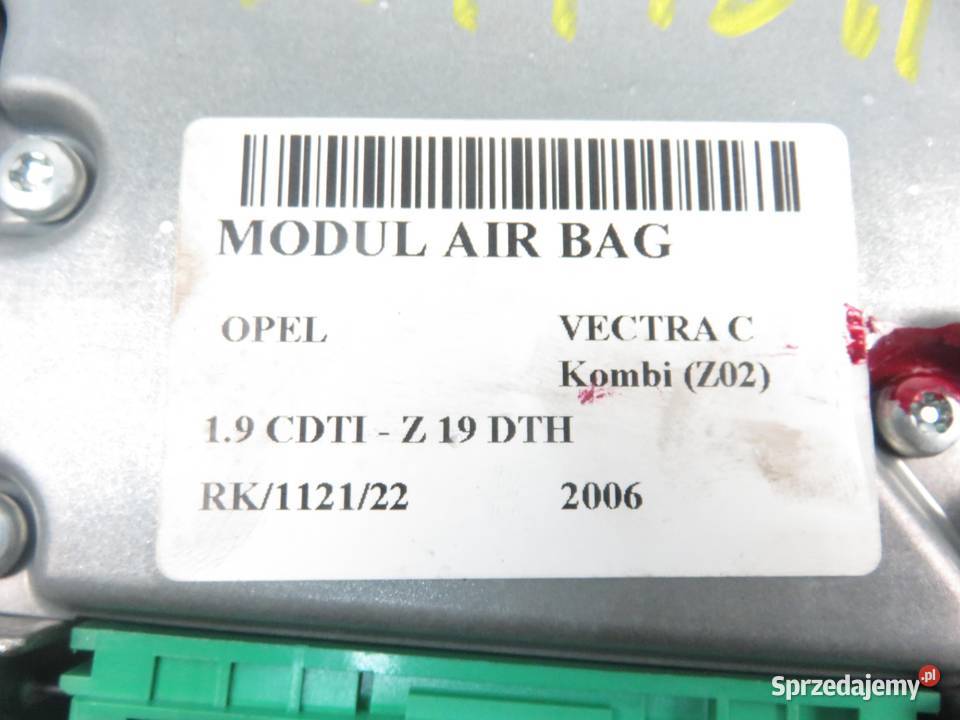 MODUL AIR BAG
OPEL VECTRA C
Kombi (Z02)
1.9 CDTI - Z 19 DTH
RK/1121/22 2006
Sprzedajemy.pl